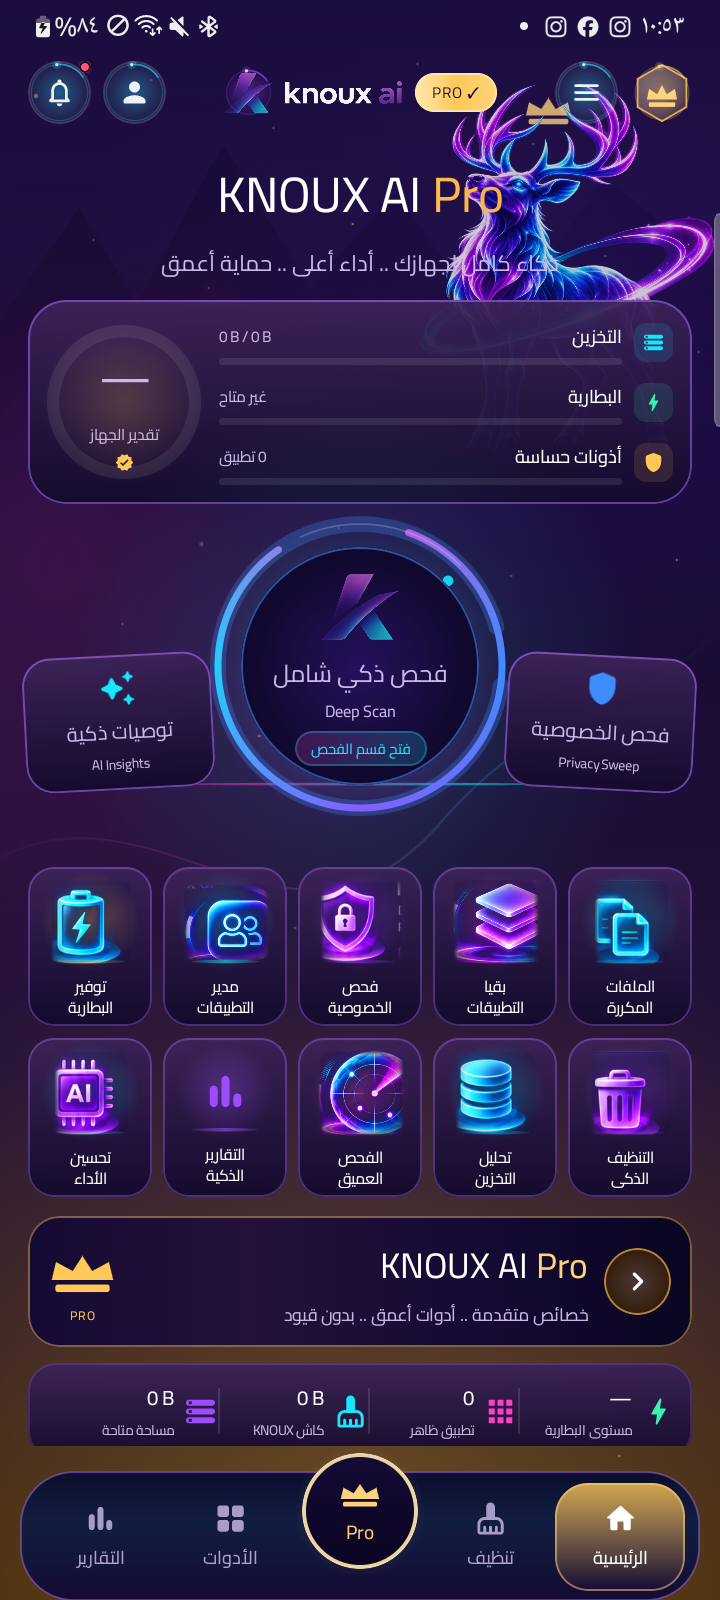 %٨٤
١٠:٥٣
knoux ai
PRO ✓
KNOUX AI Pro
ذكاء كامل لجهازك .. أداء أعلى .. حماية أعمق
التخزين
0 B / 0 B
البطارية
غير متاح
أذونات حساسة
0 تطبيق
—
تقدير الجهاز
فحص ذكي شامل
Deep Scan
فتح قسم الفحص
فحص الخصوصية
Privacy Sweep
توصيات ذكية
AI Insights
الملفات
المكررة
بقيا
التطبيقات
فحص
الخصوصية
مدير
التطبيقات
توفير
البطارية
التنظيف
الذكي
تحليل
التخزين
الفحص
العميق
التقارير
الذكية
AI
تحسين
الأداء
KNOUX AI Pro
خصائص متقدمة .. أدوات أعمق .. بدون قيود
PRO
—
مستوى البطارية
0
تطبيق ظاهر
0 B
كاش KNOUX
0 B
مساحة متاحة
الرئيسية
تنظيف
Pro
الأدوات
التقارير